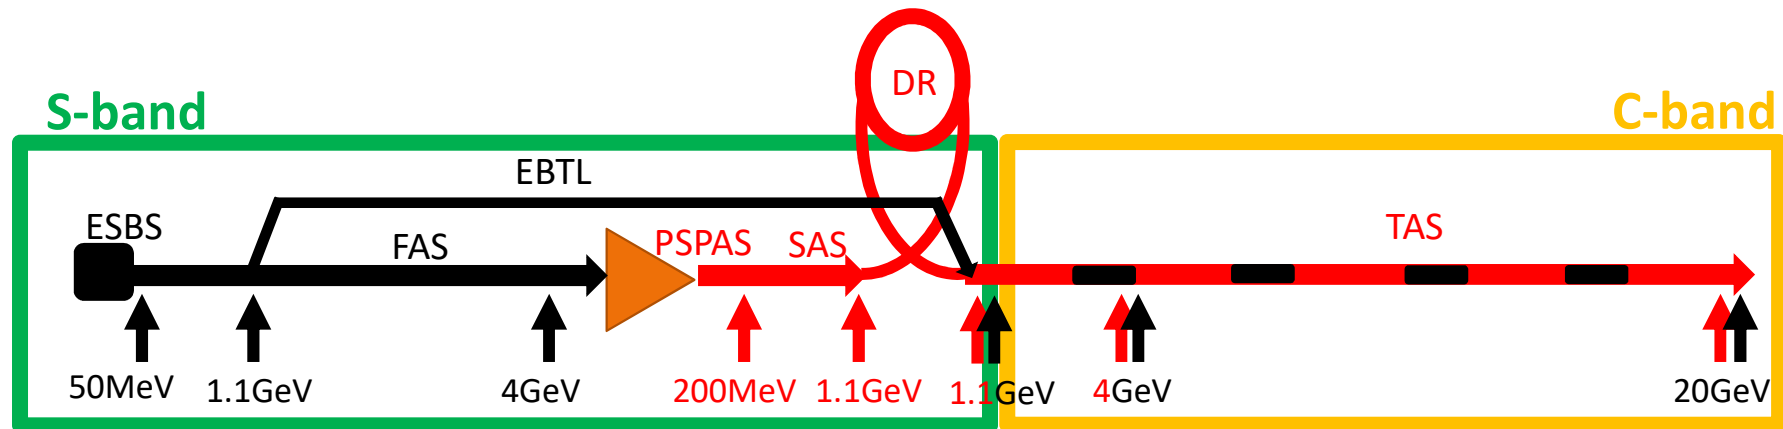 DR
S-band
C-band
EBTL
ESBS
FAS
PSPAS
SAS
TAS
50MeV
1.1GeV
4GeV
200MeV
1.1GeV
1.1GeV
4GeV
20GeV